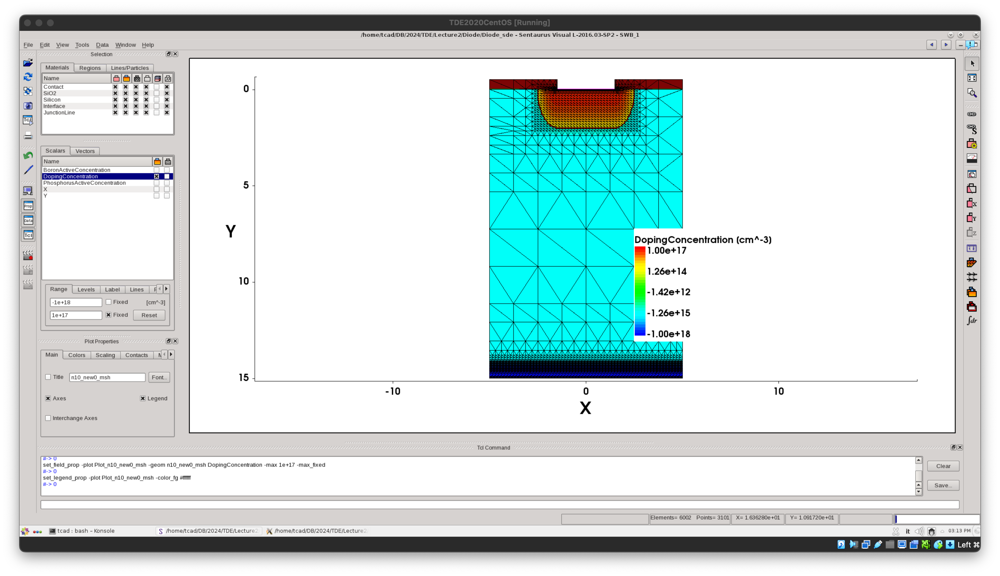 TDE2020CentOS [Running]
/home/tcad/DB/2024/TDE/Lecture2/Diode/Diode_sde - Sentaurus Visual L-2016.03-SP2 - SWB_1
File Edit View Tools Data Window Help
Selection
Materials Regions Lines/Particles
Name
Contact
SiO2
Silicon
Interface
JunctionLine
Scalars Vectors
Name
BoronActiveConcentration
DopingConcentration
PhosphorusActiveConcentration
X
Y
Range Levels Label Lines
-1e+18 Fixed [cm^-3]
1e+17 Fixed Reset
Plot Properties
Main Colors Scaling Contacts
Title n10_new0_msh Font...
Axes Legend
Interchange Axes
Tcl
Prop
Data
Tcl
0
5
10
15
Y
-10 0 10
X
DopingConcentration (cm^-3)
1.00e+17
1.26e+14
-1.42e+12
-1.26e+15
-1.00e+18
S
X
Y
Z
∫dr
Tcl Command
#-> 0
set_field_prop -plot Plot_n10_new0_msh -geom n10_new0_msh DopingConcentration -max 1e+17 -max_fixed
#-> 0
set_legend_prop -plot Plot_n10_new0_msh -color_fg #ffffff
#-> 0
Clear
Save...
Elements= 6002 Points= 3101 X= 1.636280e+01 Y= 1.091720e+01
tcad : bash – Konsole
S /home/tcad/DB/2024/TDE/Lecture2
/home/tcad/DB/2024/TDE/Lecture2
it 03:13 PM
Left ⌘